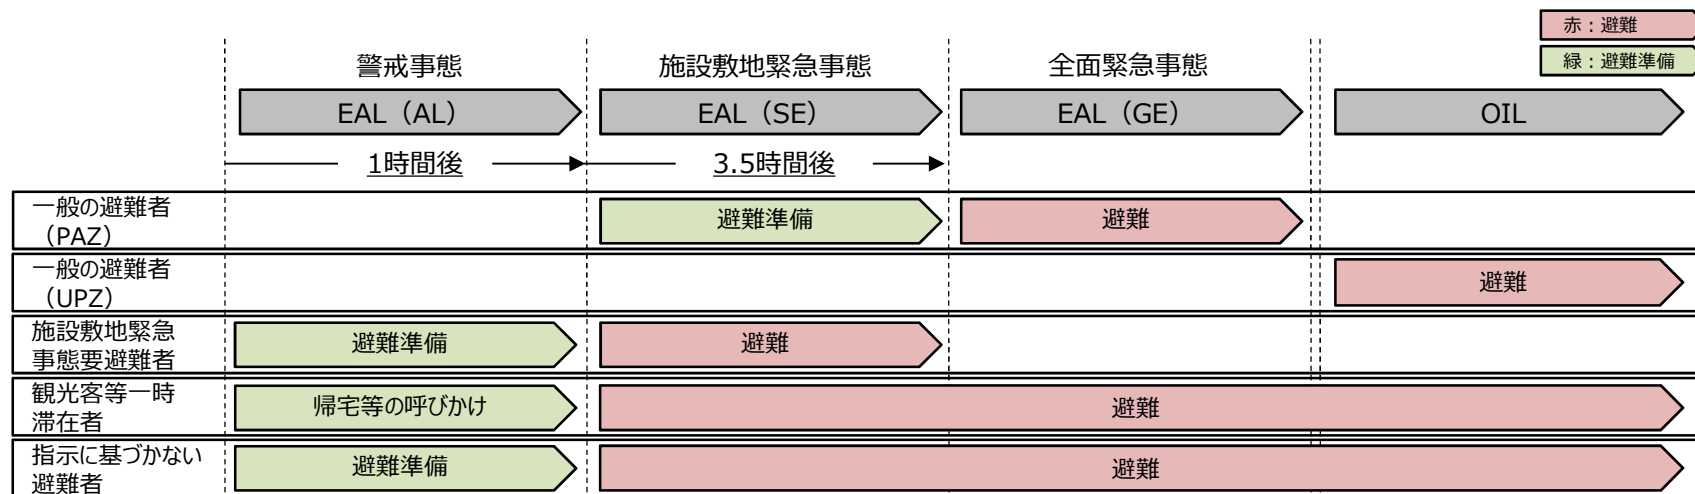 赤：避難
緑：避難準備
警戒事態
施設敷地緊急事態
全面緊急事態
EAL（AL）
EAL（SE）
EAL（GE）
OIL
1時間後
3.5時間後
一般の避難者
（PAZ）
避難準備
避難
一般の避難者
（UPZ）
避難
施設敷地緊急
事態要避難者
避難準備
避難
観光客等一時
滞在者
帰宅等の呼びかけ
避難
指示に基づかない
避難者
避難準備
避難